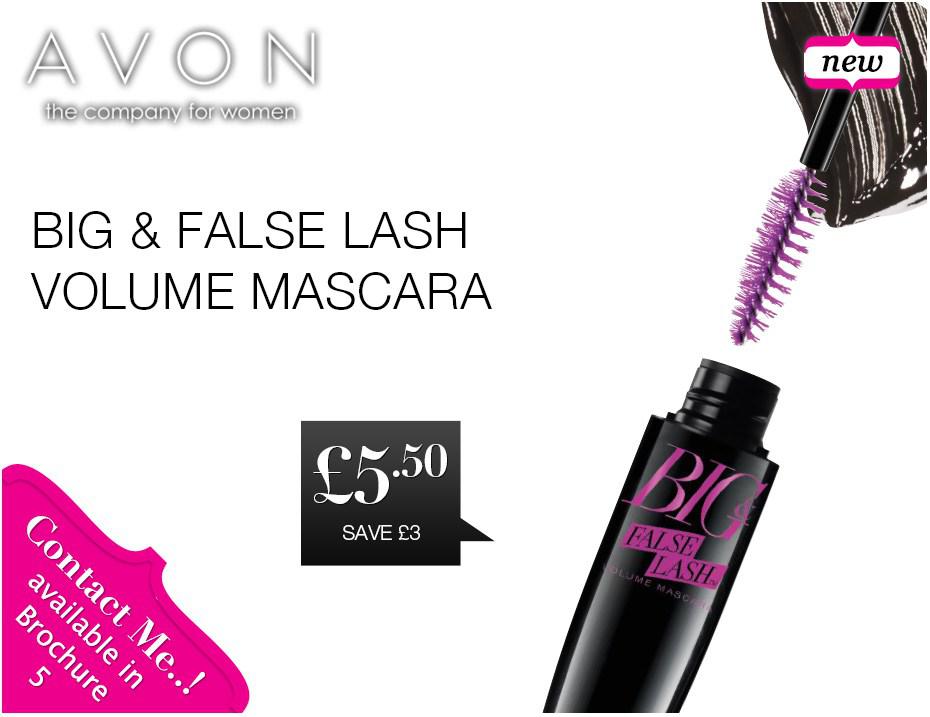 AVON
the company for women
new
BIG & FALSE LASH
VOLUME MASCARA
£5.50
SAVE £3
BIG &
FALSE
LASH™
VOLUME MASCARA
Contact Me..!
available in
Brochure
5